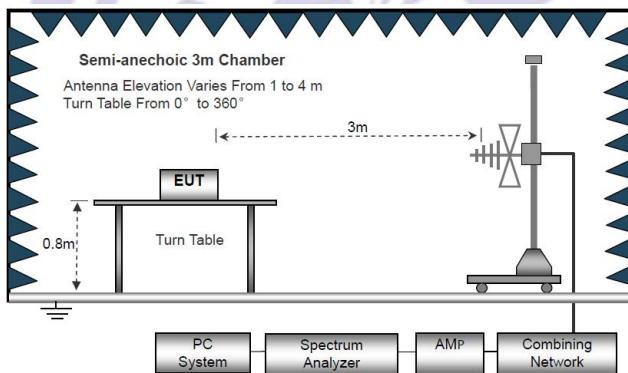 Semi-anechoic 3m Chamber
Antenna Elevation Varies From 1 to 4 m
Turn Table From 0° to 360°
3m
EUT
0.8m
Turn Table
PC
System
Spectrum
Analyzer
AMP
Combining
Network